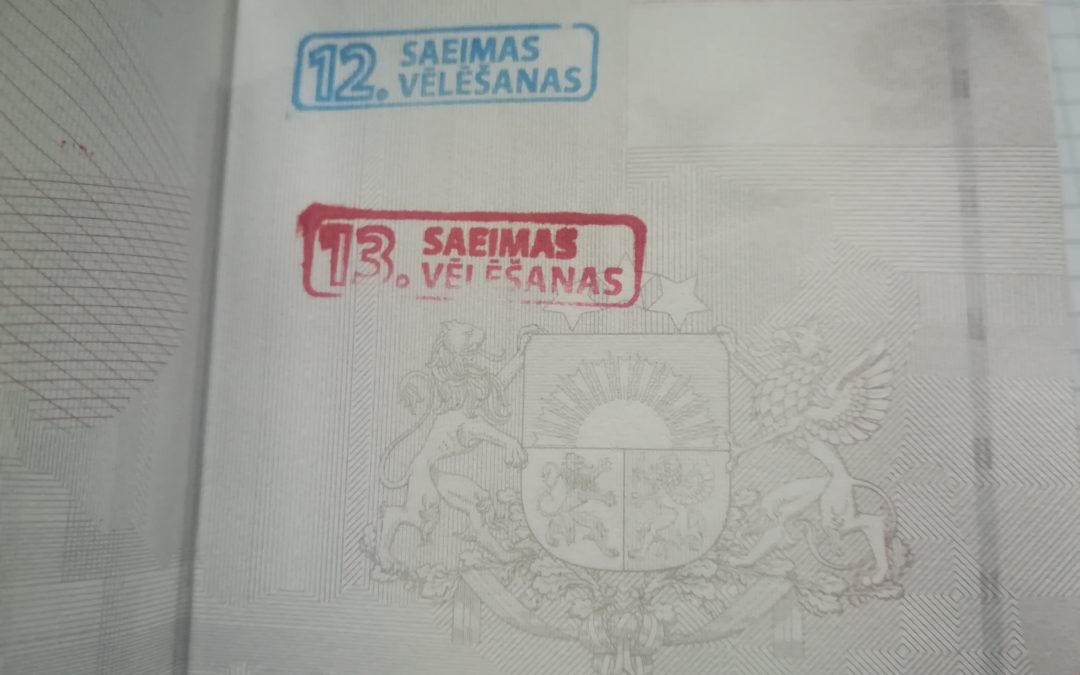 12. SAEIMAS
VĒLĒŠANAS
13. SAEIMAS
VĒLĒŠANAS